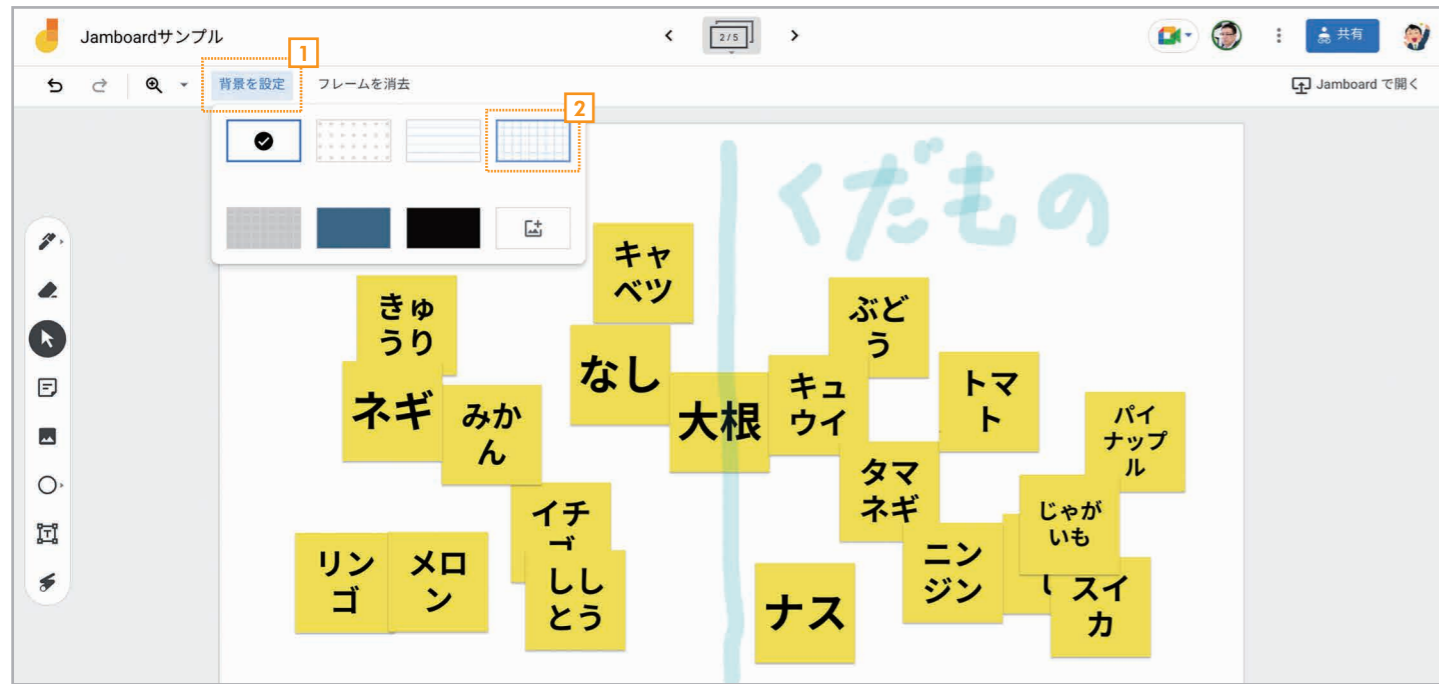 Jamboardサンプル
2/5
共有
1
背景を設定
フレームを消去
Jamboard で開く
2
くだもの
キャ
ベツ
きゅ
うり
ぶど
う
なし
ネギ
みか
ん
大根
キュ
ウイ
トマ
ト
パイ
ナップ
ル
タマ
ネギ
イチ
ゴ
じゃが
いも
リン
ゴ
メロ
ン
しし
とう
ナス
ニン
ジン
し
スイ
カ